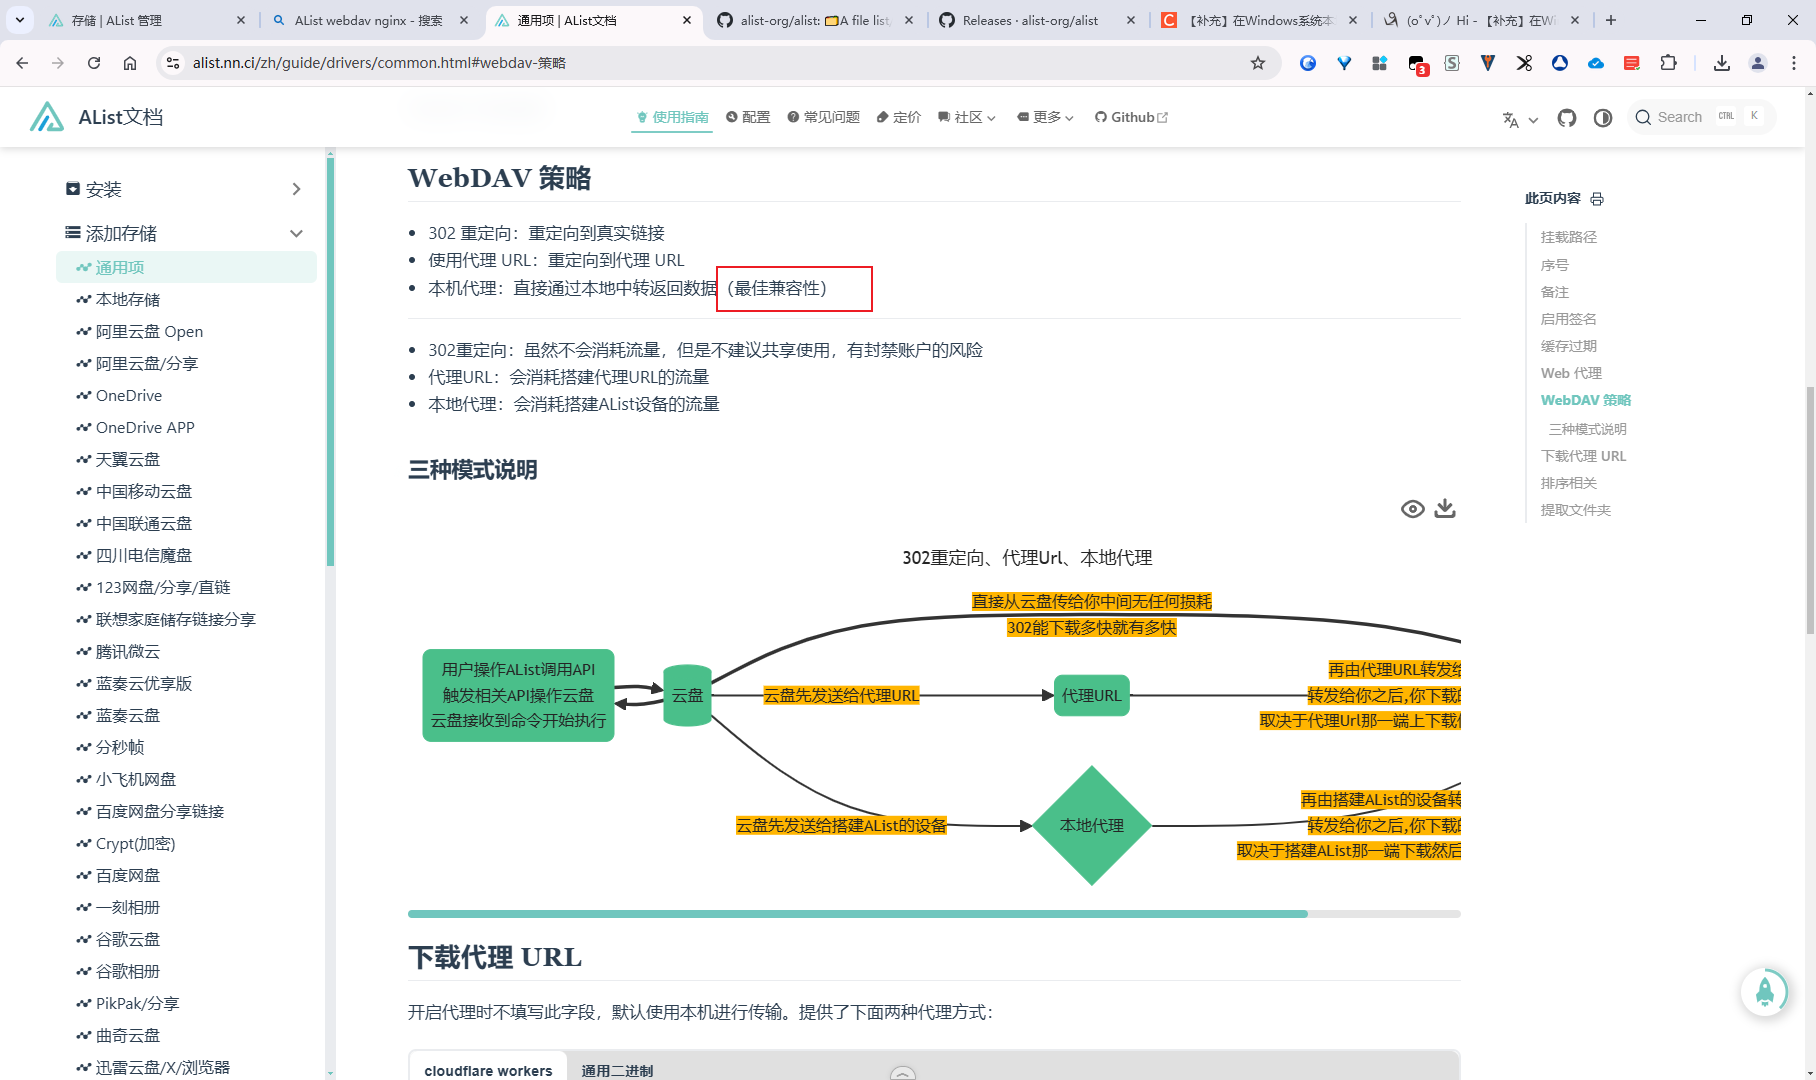 存储 | AList 管理
AList webdav nginx - 搜索
通用项 | AList文档
alist-org/alist: 🗂️A file list
Releases · alist-org/alist
【补充】在Windows系统本
(oﾟvﾟ)ノ Hi - 【补充】在Wi
alist.nn.ci/zh/guide/drivers/common.html#webdav-策略
3
AList文档
使用指南
配置
常见问题
定价
社区
更多
Github
Search
CTRL
K
安装
添加存储
通用项
本地存储
阿里云盘 Open
阿里云盘/分享
OneDrive
OneDrive APP
天翼云盘
中国移动云盘
中国联通云盘
四川电信魔盘
123网盘/分享/直链
联想家庭储存链接分享
腾讯微云
蓝奏云优享版
蓝奏云盘
分秒帧
小飞机网盘
百度网盘分享链接
Crypt(加密)
百度网盘
一刻相册
谷歌云盘
谷歌相册
PikPak/分享
曲奇云盘
迅雷云盘/X/浏览器
WebDAV 策略
302 重定向：重定向到真实链接
使用代理 URL：重定向到代理 URL
本机代理：直接通过本地中转返回数据（最佳兼容性）
302重定向：虽然不会消耗流量，但是不建议共享使用，有封禁账户的风险
代理URL：会消耗搭建代理URL的流量
本地代理：会消耗搭建AList设备的流量
三种模式说明
302重定向、代理Url、本地代理
直接从云盘传给你中间无任何损耗
302能下载多快就有多快
用户操作AList调用API
触发相关API操作云盘
云盘接收到命令开始执行
云盘
云盘先发送给代理URL
代理URL
再由代理URL转发给
转发给你之后,你下载的
取决于代理Url那一端上下载
云盘先发送给搭建AList的设备
本地代理
再由搭建AList的设备转
转发给你之后,你下载的
取决于搭建AList那一端下载然后
下载代理 URL
开启代理时不填写此字段，默认使用本机进行传输。提供了下面两种代理方式：
cloudflare workers
通用二进制
此页内容
挂载路径
序号
备注
启用签名
缓存过期
Web 代理
WebDAV 策略
三种模式说明
下载代理 URL
排序相关
提取文件夹